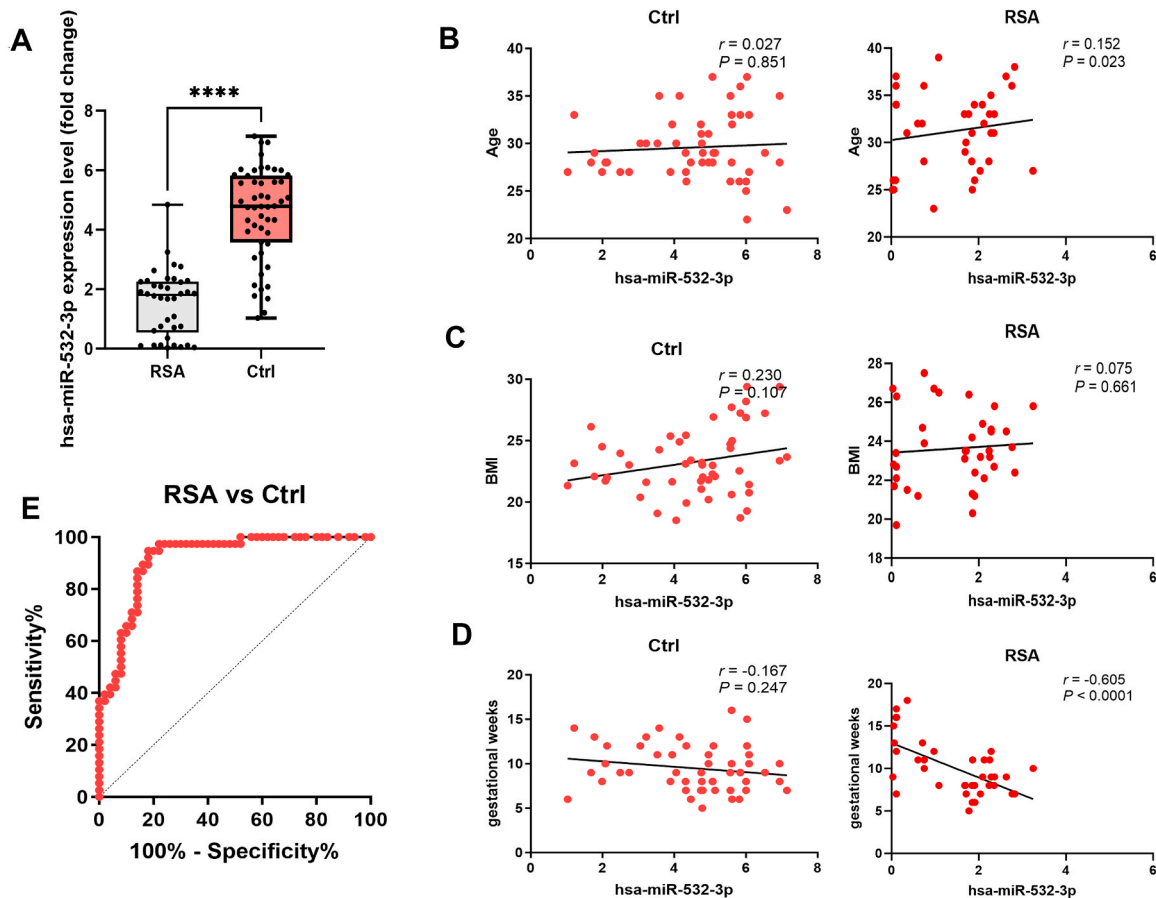 A
hsa-miR-532-3p expression level (fold change)
****
8
6
4
2
0
RSA
Ctrl
B
Ctrl
r = 0.027
P = 0.851
Age
40
35
30
25
20
0
2
4
6
8
hsa-miR-532-3p
RSA
r = 0.152
P = 0.023
Age
40
35
30
25
20
0
2
4
6
hsa-miR-532-3p
C
Ctrl
r = 0.230
P = 0.107
BMI
30
25
20
15
0
2
4
6
8
hsa-miR-532-3p
RSA
r = 0.075
P = 0.661
BMI
28
26
24
22
20
18
0
2
4
6
hsa-miR-532-3p
D
Ctrl
r = -0.167
P = 0.247
gestational weeks
20
15
10
5
0
0
2
4
6
8
hsa-miR-532-3p
RSA
r = -0.605
P < 0.0001
gestational weeks
20
15
10
5
0
0
2
4
6
hsa-miR-532-3p
E
RSA vs Ctrl
Sensitivity%
100
80
60
40
20
0
0
20
40
60
80
100
100% - Specificity%